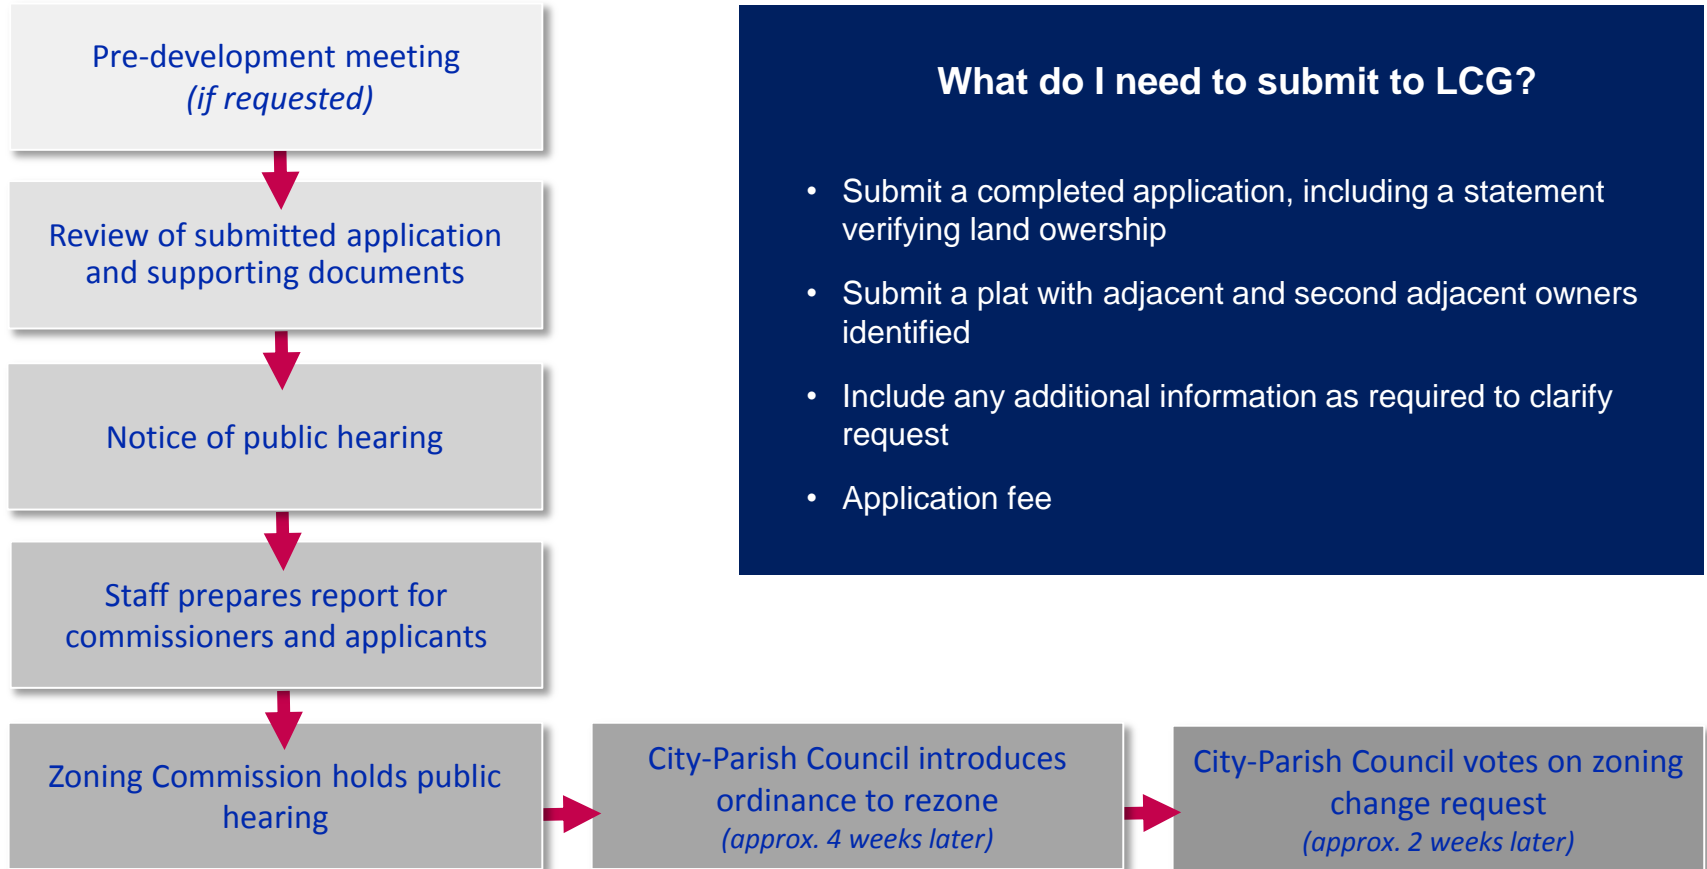 Pre-development meeting
(if requested)
Review of submitted application
and supporting documents
Notice of public hearing
Staff prepares report for
commissioners and applicants
Zoning Commission holds public
hearing
City-Parish Council introduces
ordinance to rezone
(approx. 4 weeks later)
City-Parish Council votes on zoning
change request
(approx. 2 weeks later)
What do I need to submit to LCG?
• Submit a completed application, including a statement
verifying land owership
• Submit a plat with adjacent and second adjacent owners
identified
• Include any additional information as required to clarify
request
• Application fee